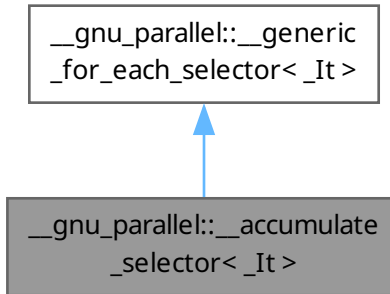 __gnu_parallel::__generic
_for_each_selector< _It >
__gnu_parallel::__accumulate
_selector< _It >